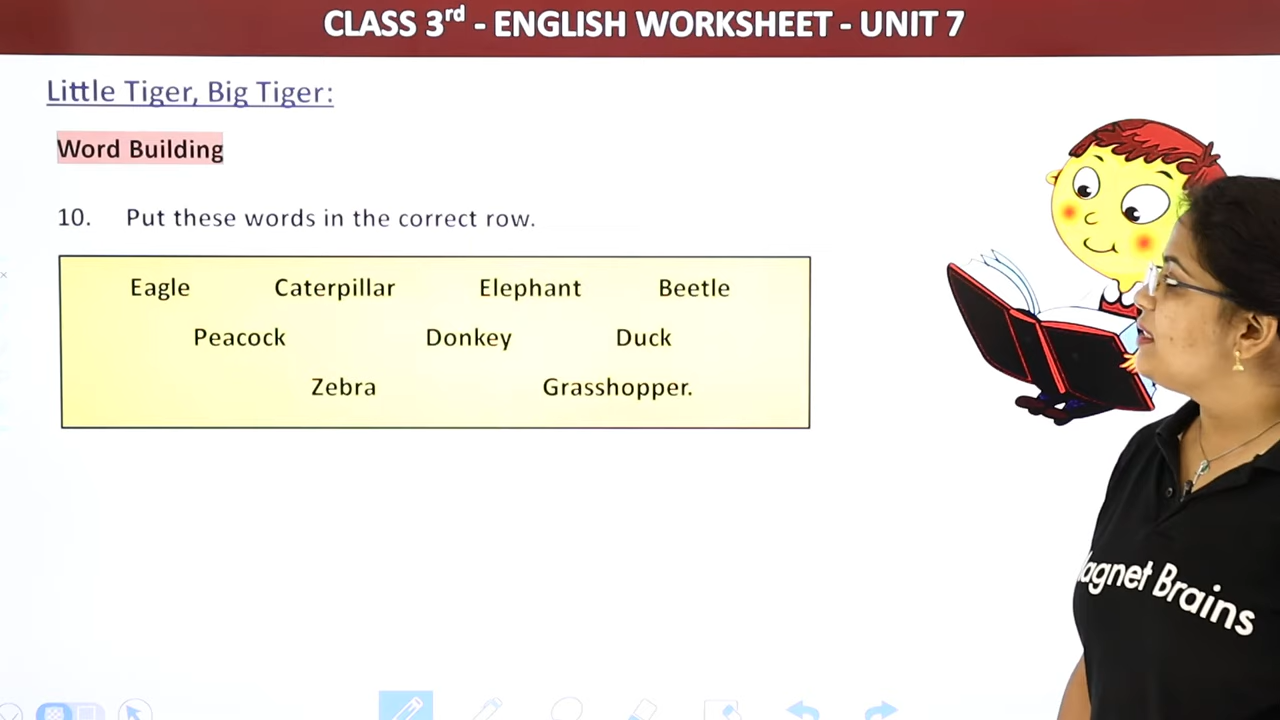 CLASS 3rd - ENGLISH WORKSHEET - UNIT 7
Little Tiger, Big Tiger:
Word Building
10. Put these words in the correct row.
Eagle Caterpillar Elephant Beetle
Peacock Donkey Duck
Zebra Grasshopper.
agnet Brains